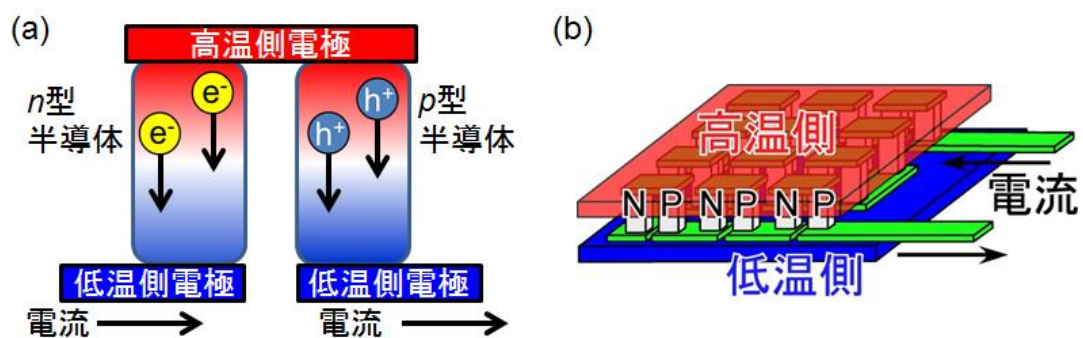 (a)
高温側電極
n型
半導体
e-
e-
h+
h+
p型
半導体
低温側電極
低温側電極
電流
電流
(b)
高温側
N P N P N P
電流
低温側